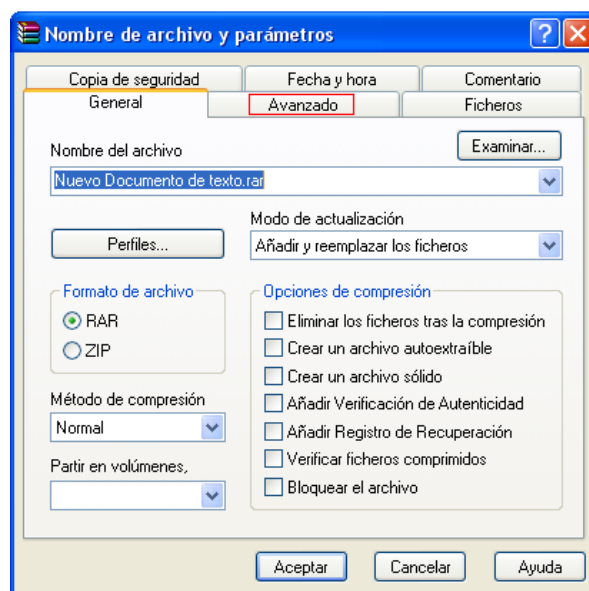 Nombre de archivo y parámetros
Copia de seguridad
Fecha y hora
Comentario
General
Avanzado
Ficheros
Nombre del archivo
Examinar...
Nuevo Documento de texto.rar
Modo de actualización
Perfiles...
Añadir y reemplazar los ficheros
Formato de archivo
RAR
ZIP
Método de compresión
Normal
Partir en volúmenes,
Opciones de compresión
Eliminar los ficheros tras la compresión
Crear un archivo autoextraíble
Crear un archivo sólido
Añadir Verificación de Autenticidad
Añadir Registro de Recuperación
Verificar ficheros comprimidos
Bloquear el archivo
Aceptar
Cancelar
Ayuda